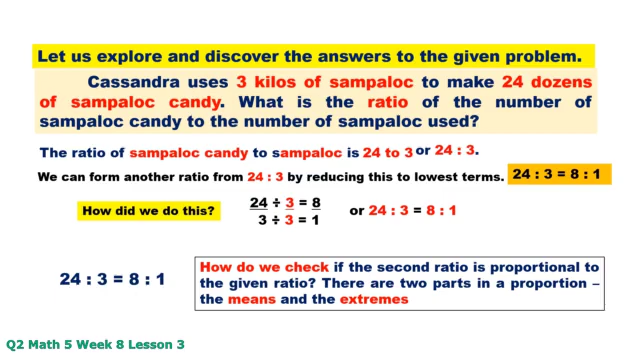 Let us explore and discover the answers to the given problem.
Cassandra uses 3 kilos of sampaloc to make 24 dozens
of sampaloc candy. What is the ratio of the number of
sampaloc candy to the number of sampaloc used?
The ratio of sampaloc candy to sampaloc is 24 to 3 or 24 : 3.
We can form another ratio from 24 : 3 by reducing this to lowest terms. 24 : 3 = 8 : 1
How did we do this?
24 ÷ 3 = 8
3 ÷ 3 = 1
or 24 : 3 = 8 : 1
24 : 3 = 8 : 1
How do we check if the second ratio is proportional to
the given ratio? There are two parts in a proportion –
the means and the extremes
Q2 Math 5 Week 8 Lesson 3